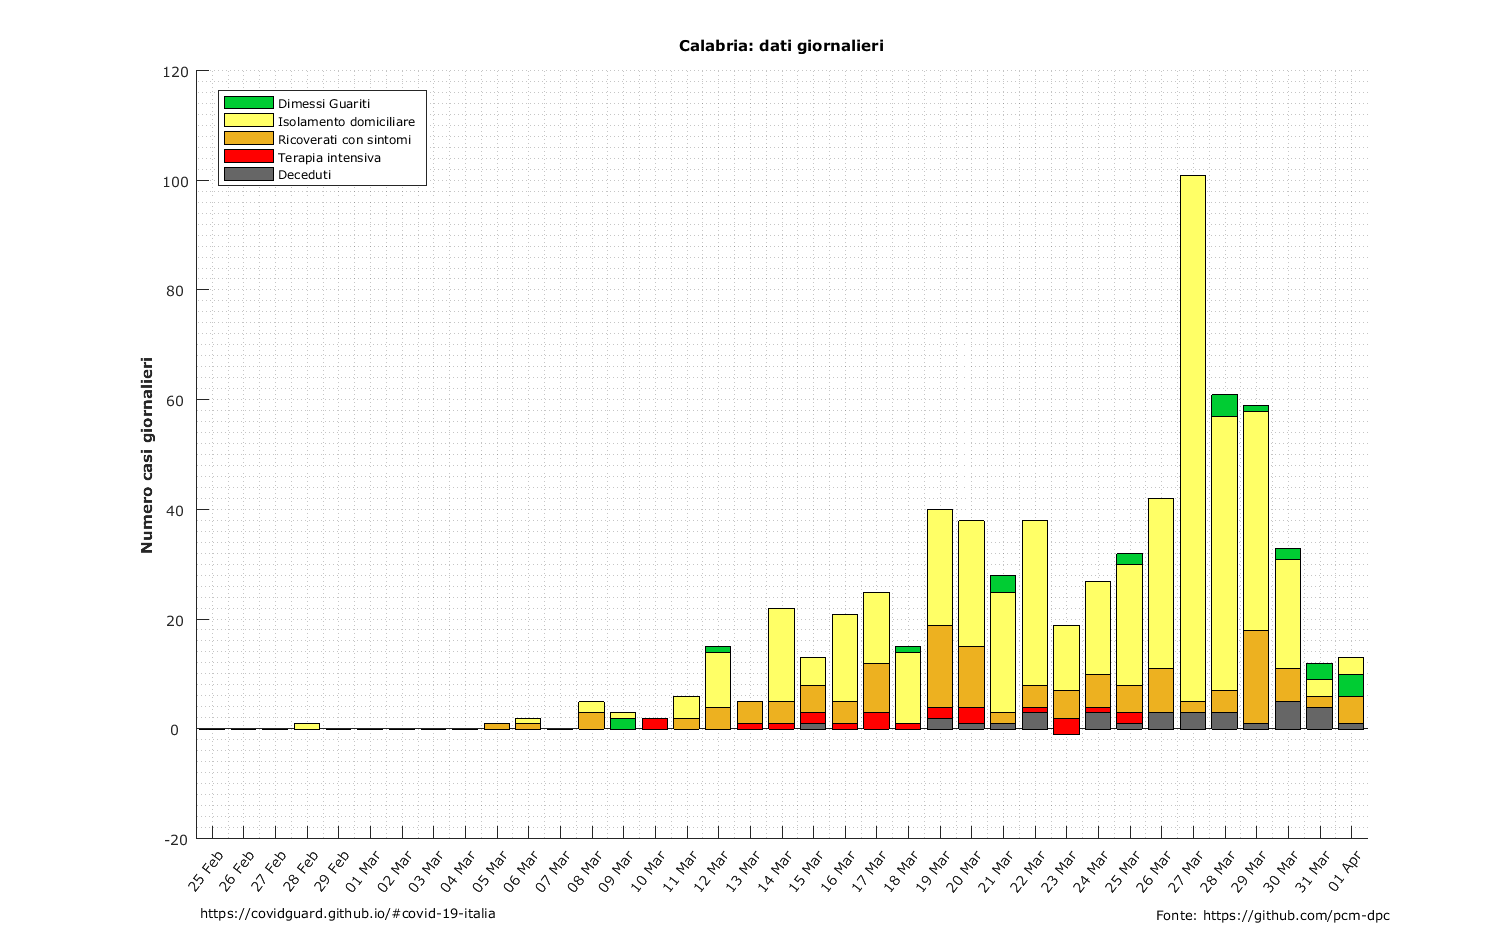 Calabria: dati giornalieri
120
100
80
60
40
20
0
-20
Numero casi giornalieri
Dimessi Guariti
Isolamento domiciliare
Ricoverati con sintomi
Terapia intensiva
Deceduti
25 Feb
26 Feb
27 Feb
28 Feb
29 Feb
01 Mar
02 Mar
03 Mar
04 Mar
05 Mar
06 Mar
07 Mar
08 Mar
09 Mar
10 Mar
11 Mar
12 Mar
13 Mar
14 Mar
15 Mar
16 Mar
17 Mar
18 Mar
19 Mar
20 Mar
21 Mar
22 Mar
23 Mar
24 Mar
25 Mar
26 Mar
27 Mar
28 Mar
29 Mar
30 Mar
31 Mar
01 Apr
https://covidguard.github.io/#covid-19-italia
Fonte: https://github.com/pcm-dpc